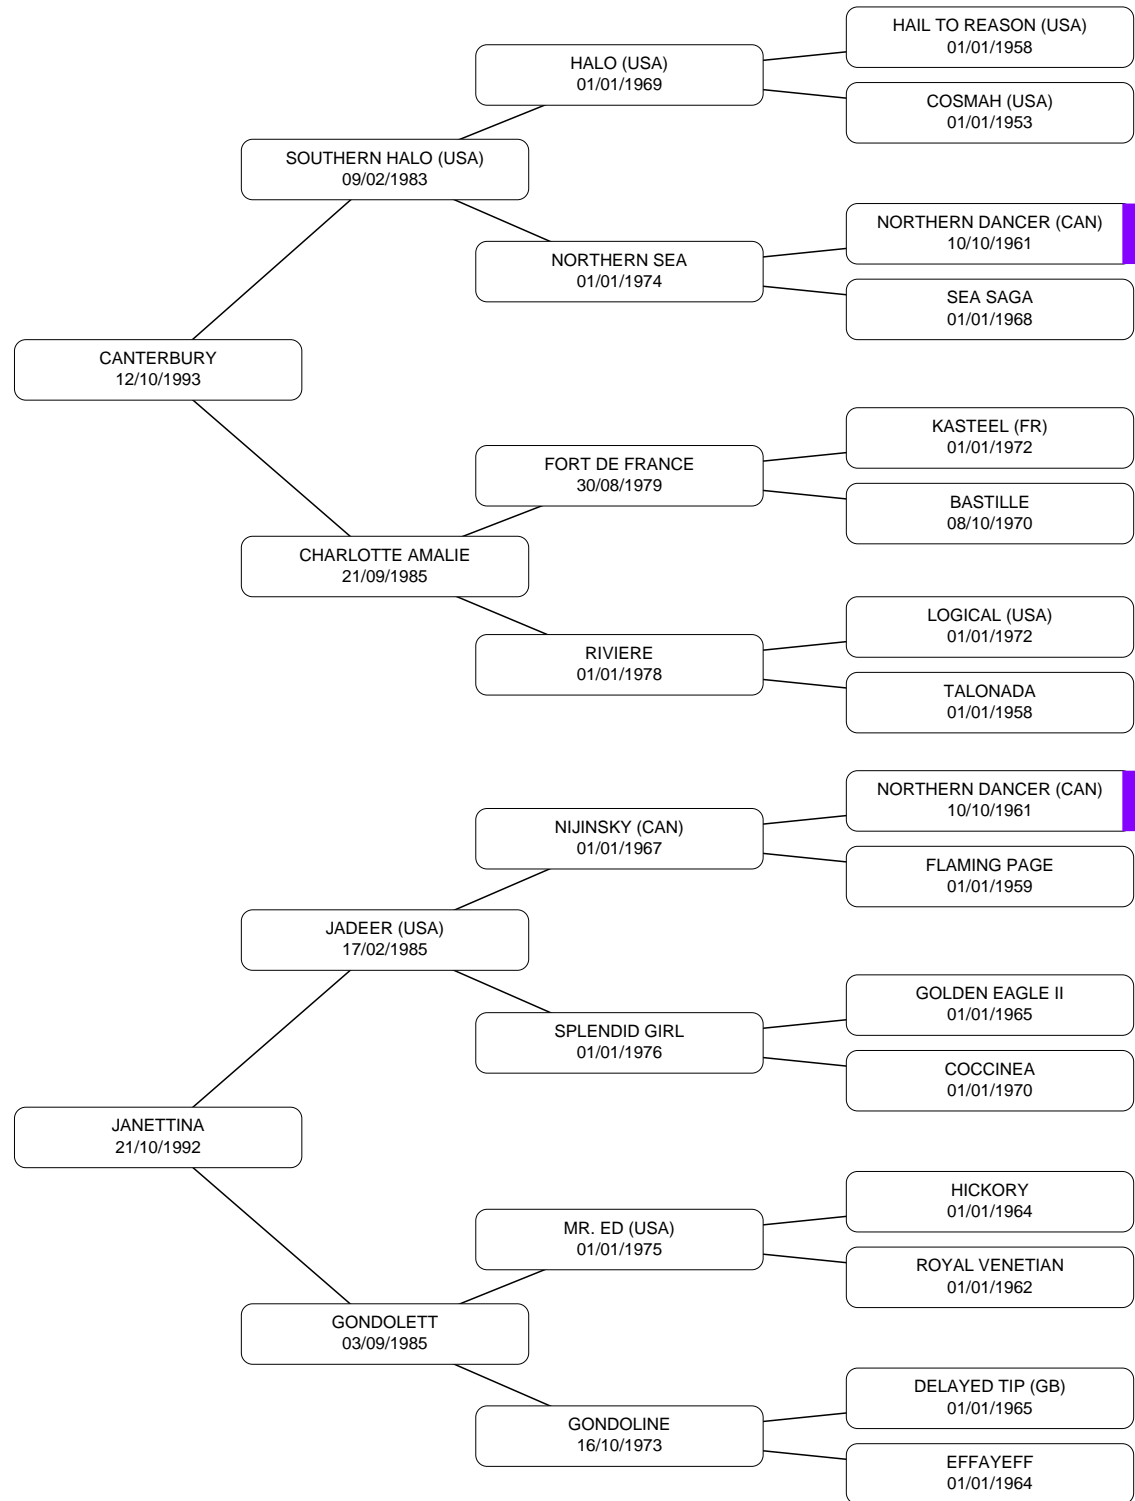 HAIL TO REASON (USA)
01/01/1958
HALO (USA)
01/01/1969
COSMAH (USA)
01/01/1953
SOUTHERN HALO (USA)
09/02/1983
NORTHERN DANCER (CAN)
10/10/1961
NORTHERN SEA
01/01/1974
SEA SAGA
01/01/1968
CANTERBURY
12/10/1993
KASTEEL (FR)
01/01/1972
FORT DE FRANCE
30/08/1979
BASTILLE
08/10/1970
CHARLOTTE AMALIE
21/09/1985
LOGICAL (USA)
01/01/1972
RIVIERE
01/01/1978
TALONADA
01/01/1958
NORTHERN DANCER (CAN)
10/10/1961
NIJINSKY (CAN)
01/01/1967
FLAMING PAGE
01/01/1959
JADEER (USA)
17/02/1985
GOLDEN EAGLE II
01/01/1965
SPLENDID GIRL
01/01/1976
COCCINEA
01/01/1970
JANETTINA
21/10/1992
HICKORY
01/01/1964
MR. ED (USA)
01/01/1975
ROYAL VENETIAN
01/01/1962
GONDOLETT
03/09/1985
DELAYED TIP (GB)
01/01/1965
GONDOLINE
16/10/1973
EFFAYEFF
01/01/1964